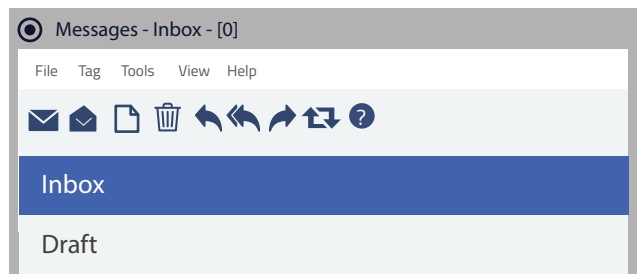 Messages - Inbox - [0]
File Tag Tools View Help
?
Inbox
Draft